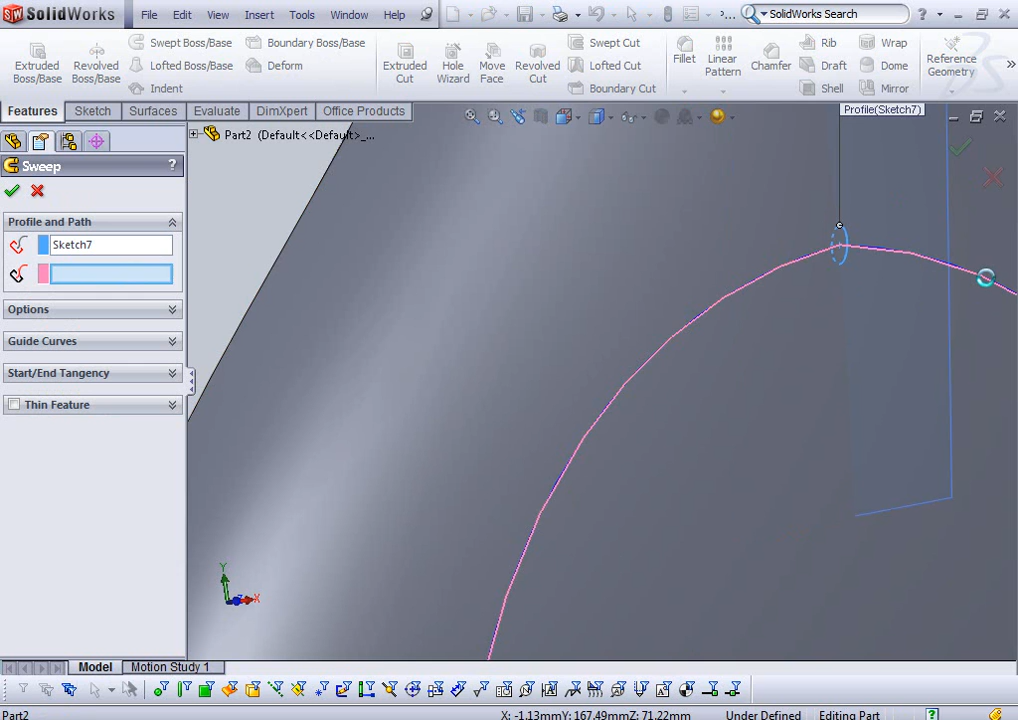 SW SolidWorks File Edit View Insert Tools Window Help ... SolidWorks Search ?
Extruded Boss/Base
Revolved Boss/Base
Swept Boss/Base
Lofted Boss/Base
Indent
Boundary Boss/Base
Deform
Extruded Cut
Hole Wizard
Move Face
Revolved Cut
Swept Cut
Lofted Cut
Boundary Cut
Fillet
Linear Pattern
Chamfer
Rib
Draft
Shell
Wrap
Dome
Mirror
Reference Geometry
Features Sketch Surfaces Evaluate DimXpert Office Products
Profile(Sketch7)
Part2 (Default<<Default>_...
Sweep ?
Profile and Path
Sketch7
Options
Guide Curves
Start/End Tangency
Thin Feature
Y
X
Model Motion Study 1
Part2 X: -1.13mmY: 167.49mm Z: 71.22mm Under Defined Editing Part ?